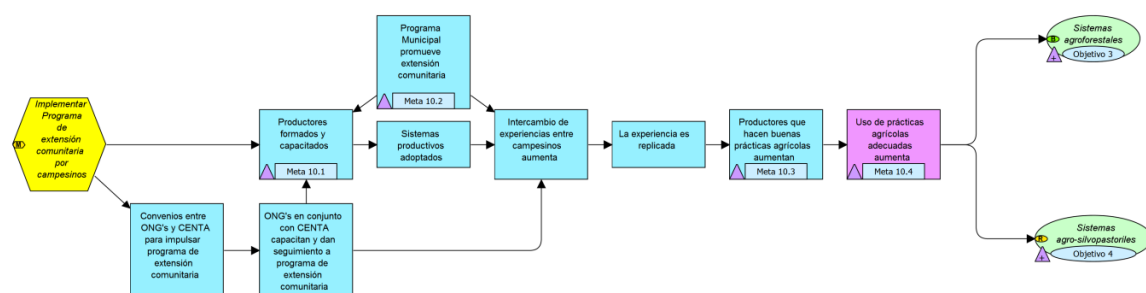 Programa
Municipal
promueve
extensión
comunitaria
Meta 10.2
Sistemas
agroforestales
B
Objetivo 3
+
Implementar
Programa
de
extensión
comunitaria
por
campesinos
M
Productores
formados y
capacitados
Meta 10.1
Sistemas
productivos
adoptados
Intercambio de
experiencias entre
campesinos
aumenta
La experiencia es
replicada
Productores que
hacen buenas
prácticas agrícolas
aumentan
Meta 10.3
Uso de prácticas
agrícolas
adecuadas
aumenta
Meta 10.4
Convenios entre
ONG's y CENTA
para impulsar
programa de
extensión
comunitaria
ONG's en conjunto
con CENTA
capacitan y dan
seguimiento a
programa de
extensión
comunitaria
Sistemas
agro-silvopastoriles
R
Objetivo 4
+